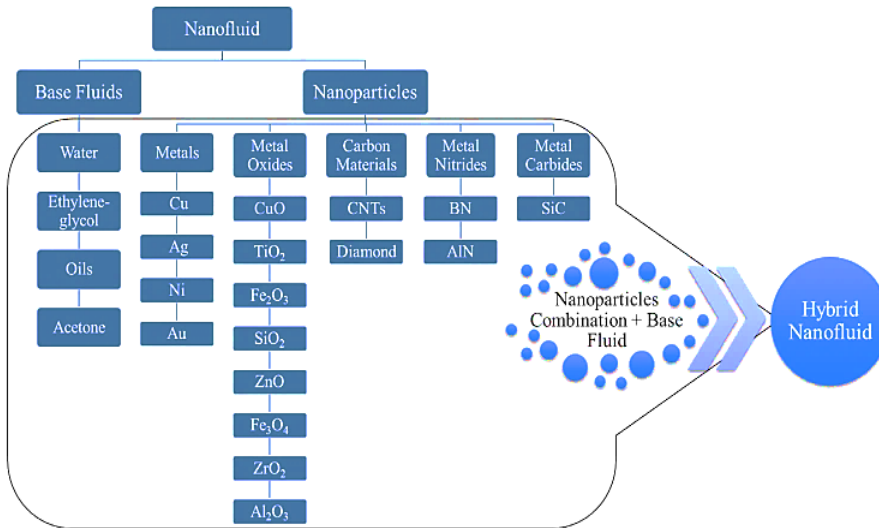 Nanofluid
Base Fluids
Nanoparticles
Water
Ethylene-
glycol
Oils
Acetone
Metals
Cu
Ag
Ni
Au
Metal
Oxides
CuO
TiO₂
Fe₂O₃
SiO₂
ZnO
Fe₃O₄
ZrO₂
Al₂O₃
Carbon
Materials
CNTs
Diamond
Metal
Nitrides
BN
AlN
Metal
Carbides
SiC
Nanoparticles
Combination + Base
Fluid
Hybrid
Nanofluid